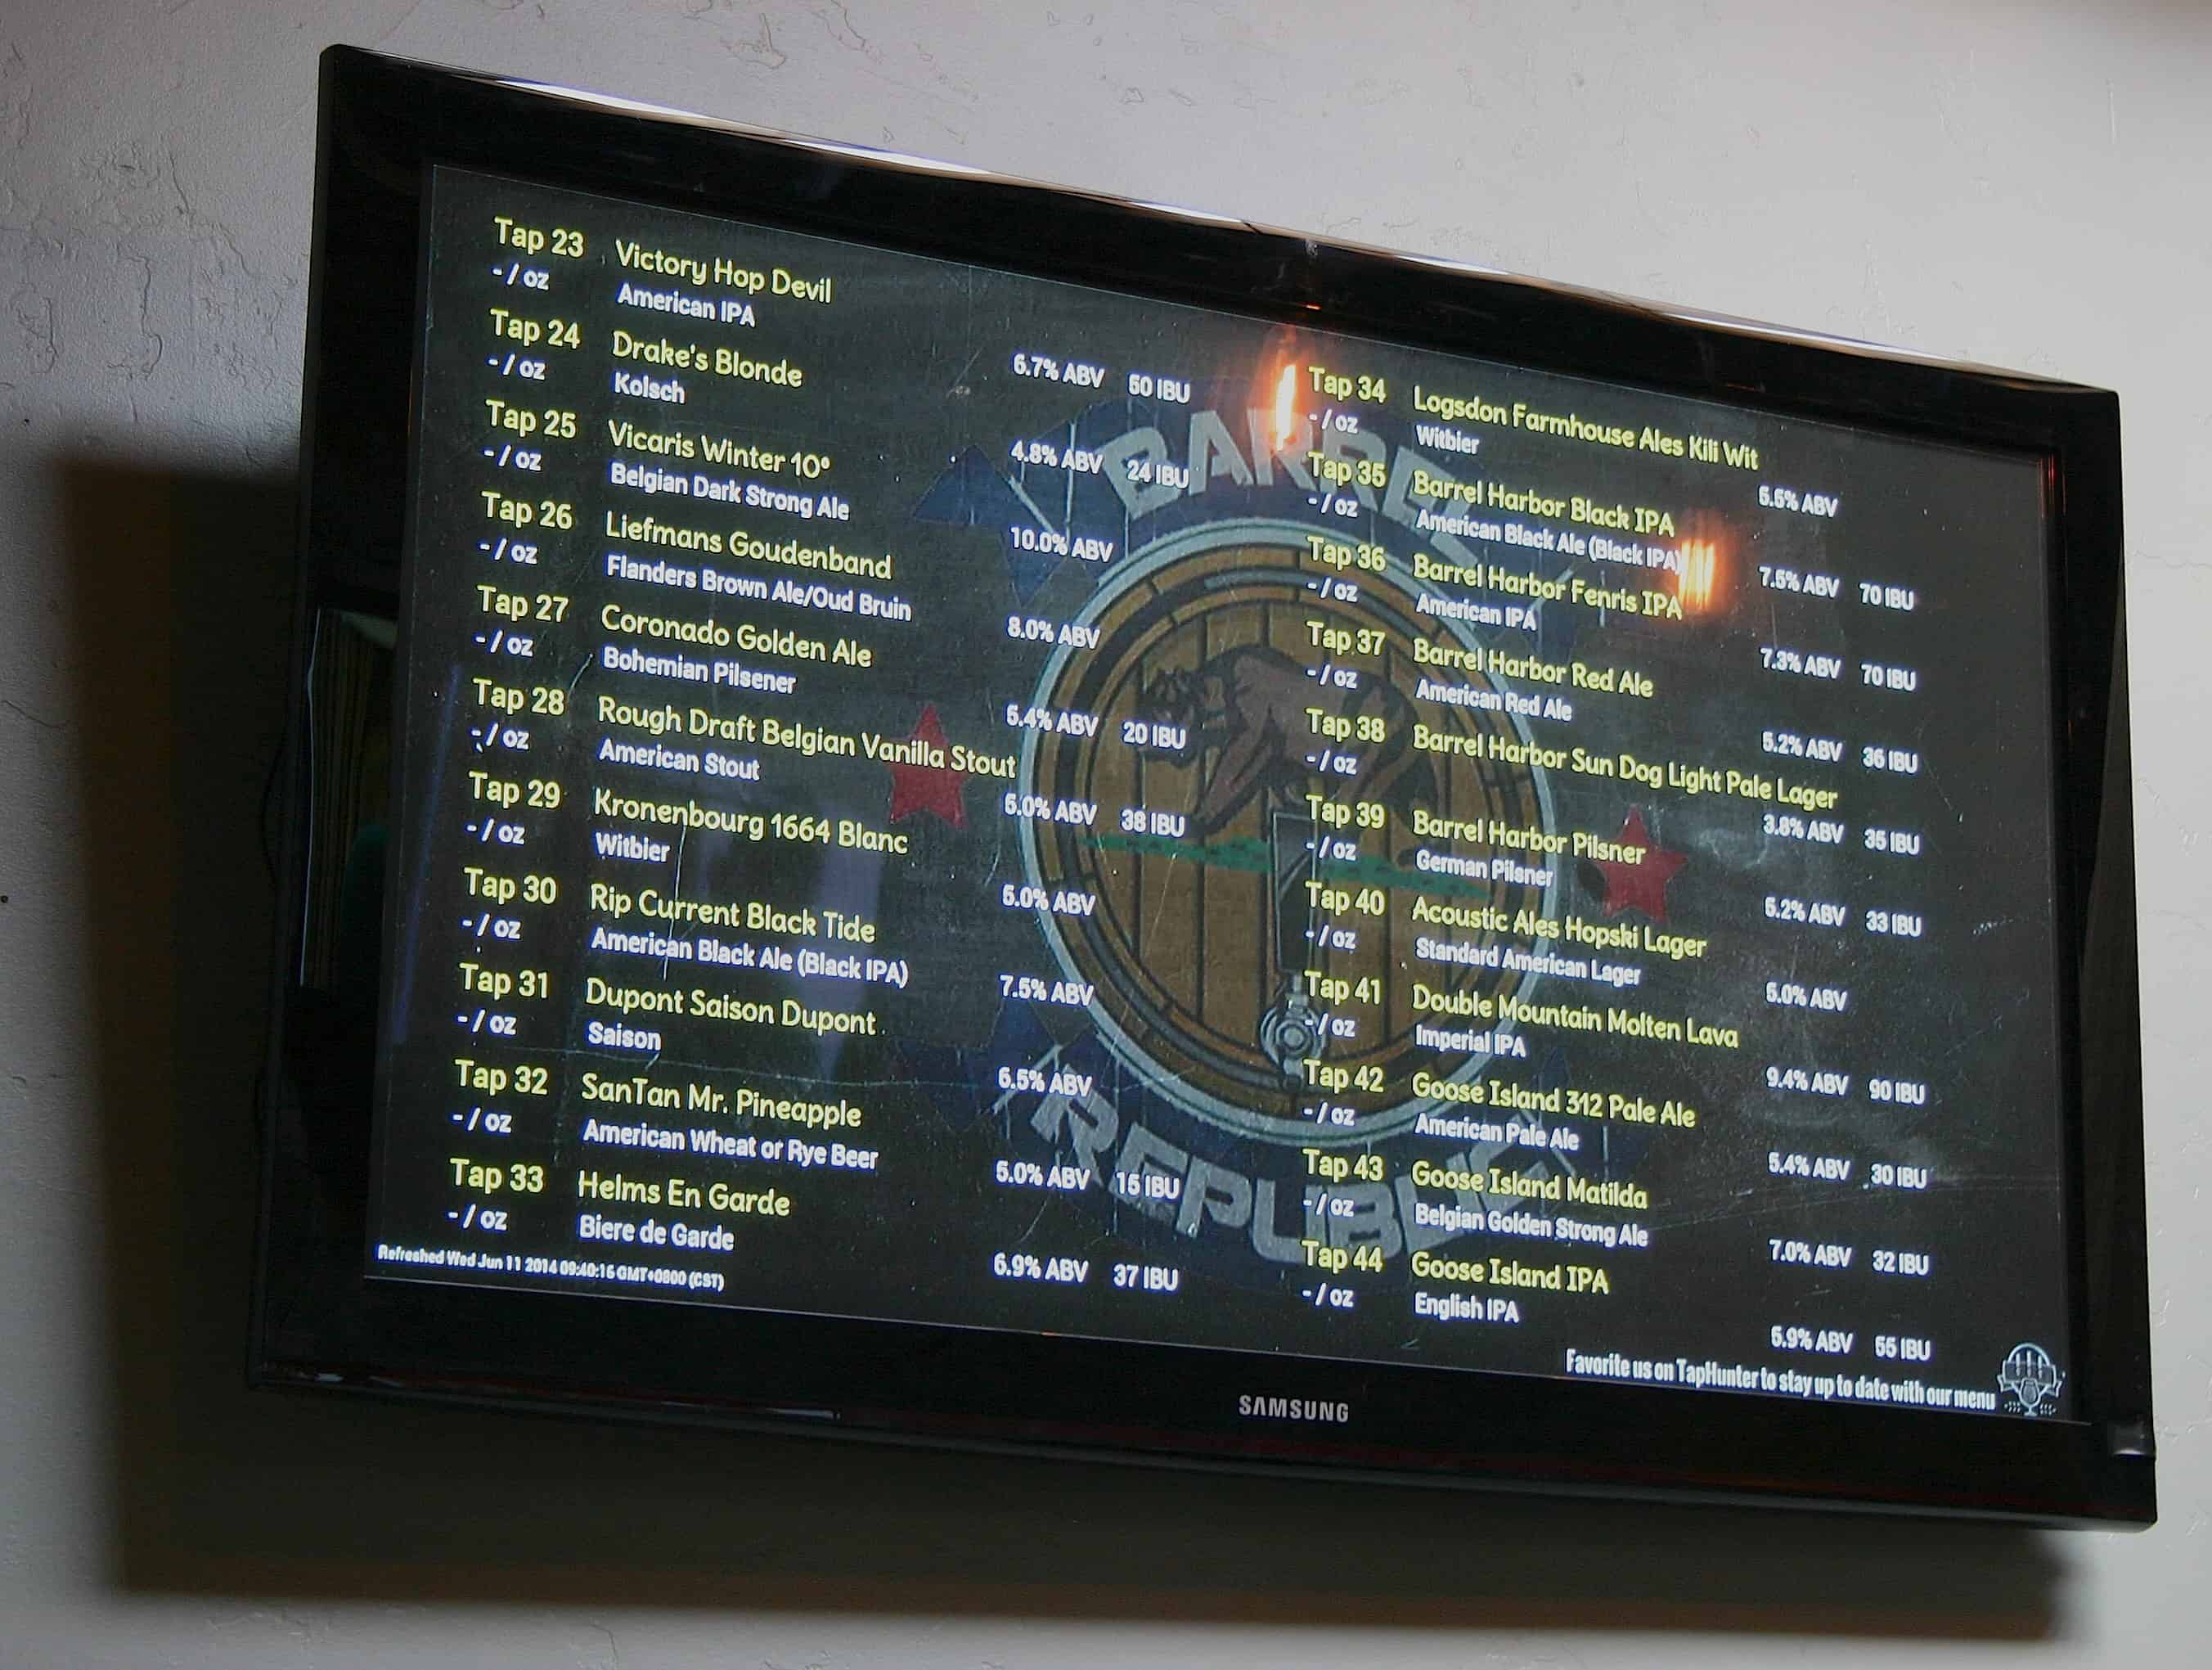 Tap 23 Victory Hop Devil
- / oz American IPA
6.7% ABV 50 IBU
Tap 24 Drake's Blonde
- / oz Kolsch
4.8% ABV 24 IBU
Tap 25 Vicaris Winter 10°
- / oz Belgian Dark Strong Ale
10.0% ABV
Tap 26 Liefmans Goudenband
- / oz Flanders Brown Ale/Oud Bruin
8.0% ABV
Tap 27 Coronado Golden Ale
- / oz Bohemian Pilsener
5.4% ABV 20 IBU
Tap 28 Rough Draft Belgian Vanilla Stout
- / oz American Stout
5.0% ABV 38 IBU
Tap 29 Kronenbourg 1664 Blanc
- / oz Witbier
5.0% ABV
Tap 30 Rip Current Black Tide
- / oz American Black Ale (Black IPA)
7.5% ABV
Tap 31 Dupont Saison Dupont
- / oz Saison
6.5% ABV
Tap 32 SanTan Mr. Pineapple
- / oz American Wheat or Rye Beer
5.0% ABV 15 IBU
Tap 33 Helms En Garde
- / oz Biere de Garde
6.9% ABV 37 IBU
Refreshed Wed Jun 11 2014 09:40:16 GMT+0800 (CST)
Tap 34 Logsdon Farmhouse Ales Kili Wit
- / oz Witbier
5.5% ABV
Tap 35 Barrel Harbor Black IPA
- / oz American Black Ale (Black IPA)
7.5% ABV 70 IBU
Tap 36 Barrel Harbor Fenris IPA
- / oz American IPA
7.3% ABV 70 IBU
Tap 37 Barrel Harbor Red Ale
- / oz American Red Ale
5.2% ABV 36 IBU
Tap 38 Barrel Harbor Sun Dog Light Pale Lager
- / oz
3.8% ABV 35 IBU
Tap 39 Barrel Harbor Pilsner
- / oz German Pilsner
5.2% ABV 33 IBU
Tap 40 Acoustic Ales Hopski Lager
- / oz Standard American Lager
5.0% ABV
Tap 41 Double Mountain Molten Lava
- / oz Imperial IPA
9.4% ABV 90 IBU
Tap 42 Goose Island 312 Pale Ale
- / oz American Pale Ale
5.4% ABV 30 IBU
Tap 43 Goose Island Matilda
- / oz Belgian Golden Strong Ale
7.0% ABV 32 IBU
Tap 44 Goose Island IPA
- / oz English IPA
5.9% ABV 55 IBU
Favorite us on TapHunter to stay up to date with our menu
BARREL
REPUBLIC
SAMSUNG